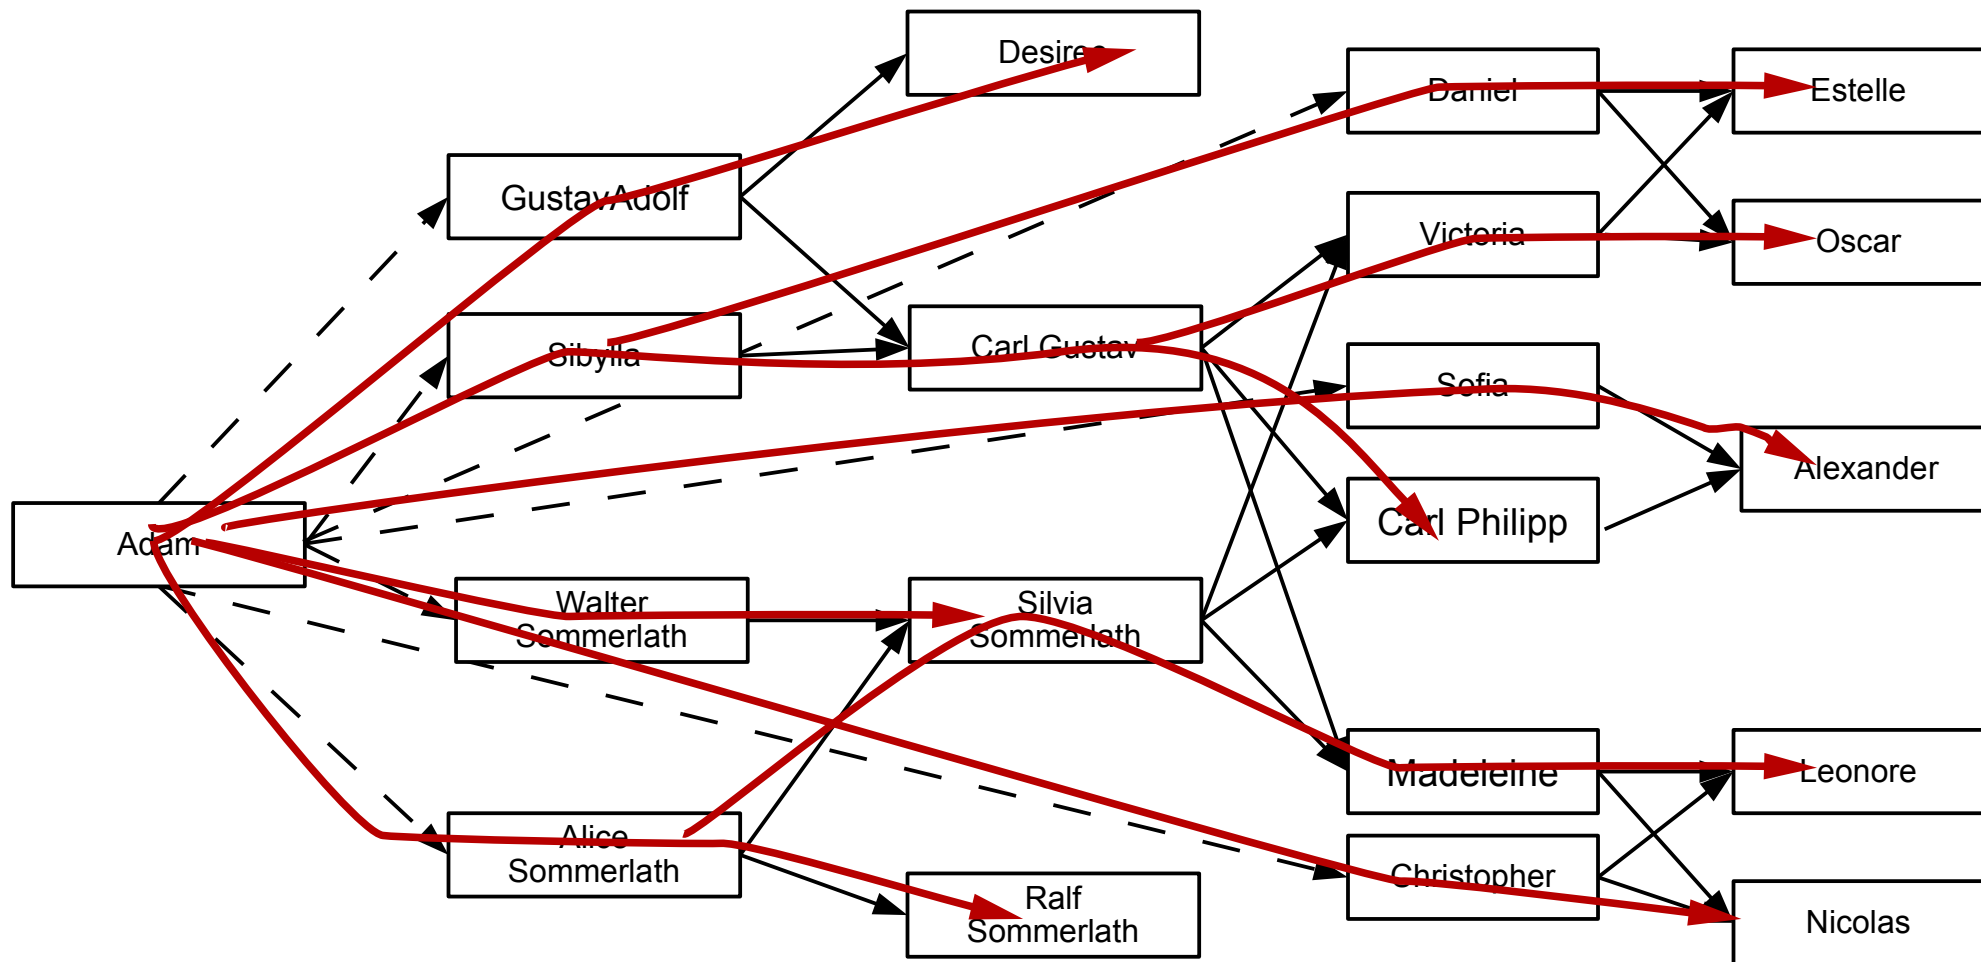 Desiree
Daniel
Estelle
GustavAdolf
Victoria
Oscar
Sibylla
Carl Gustav
Sofia
Alexander
Adam
Carl Philipp
Walter
Sommerlath
Silvia
Sommerlath
Madeleine
Leonore
Alice
Sommerlath
Christopher
Ralf
Sommerlath
Nicolas